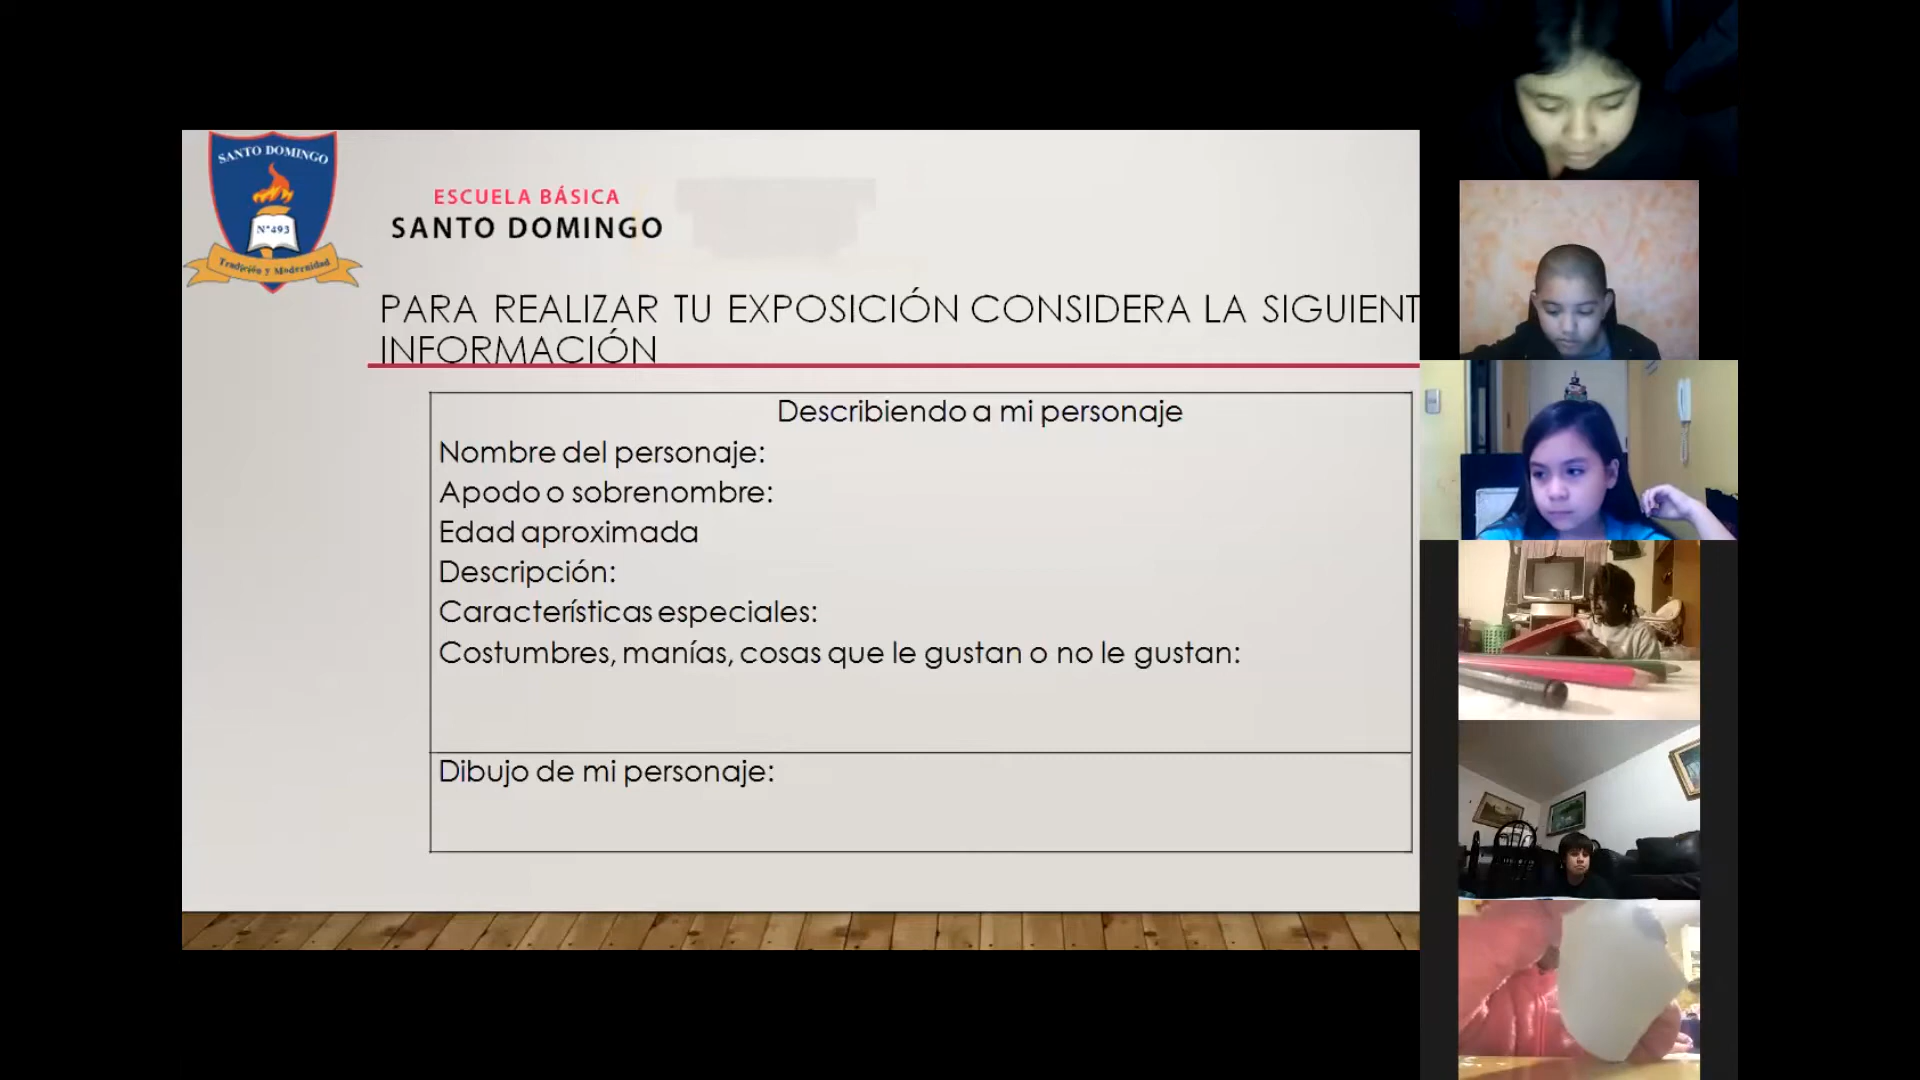 SANTO DOMINGO
N°493
Tradición y Modernidad
ESCUELA BÁSICA
SANTO DOMINGO
PARA REALIZAR TU EXPOSICIÓN CONSIDERA LA SIGUIENT
INFORMACIÓN
Describiendo a mi personaje
Nombre del personaje:
Apodo o sobrenombre:
Edad aproximada
Descripción:
Características especiales:
Costumbres, manías, cosas que le gustan o no le gustan:
Dibujo de mi personaje: